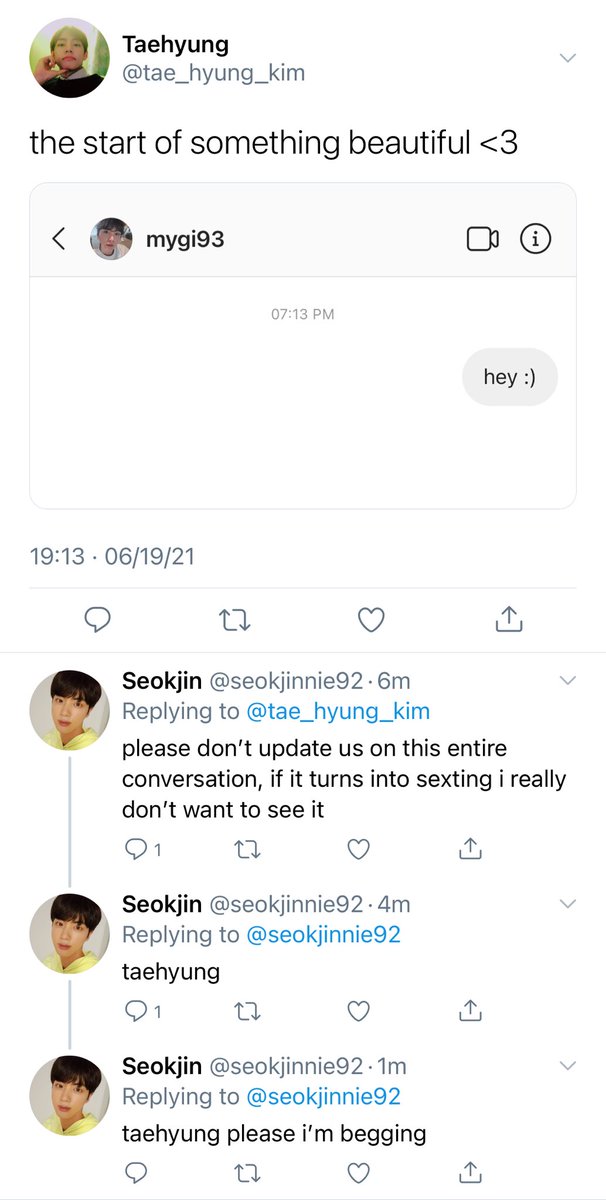 Taehyung
@tae_hyung_kim
the start of something beautiful <3
mygi93
07:13 PM
hey :)
19:13 · 06/19/21
Seokjin @seokjinnie92 · 6m
Replying to @tae_hyung_kim
please don’t update us on this entire
conversation, if it turns into sexting i really
don’t want to see it
1
Seokjin @seokjinnie92 · 4m
Replying to @seokjinnie92
taehyung
1
Seokjin @seokjinnie92 · 1m
Replying to @seokjinnie92
taehyung please i’m begging